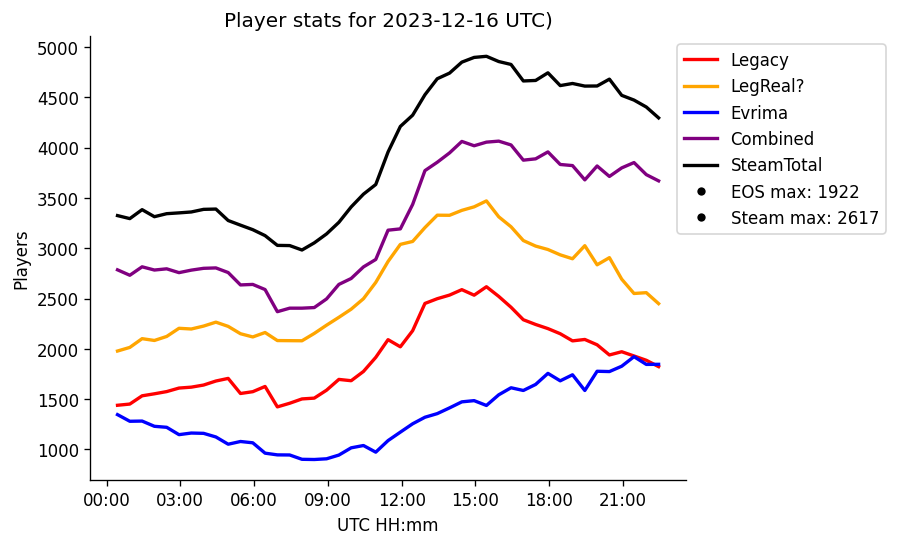 Player stats for 2023-12-16 UTC)
5000
4500
4000
3500
3000
2500
2000
1500
1000
Players
00:00 03:00 06:00 09:00 12:00 15:00 18:00 21:00
UTC HH:mm
Legacy
LegReal?
Evrima
Combined
SteamTotal
EOS max: 1922
Steam max: 2617